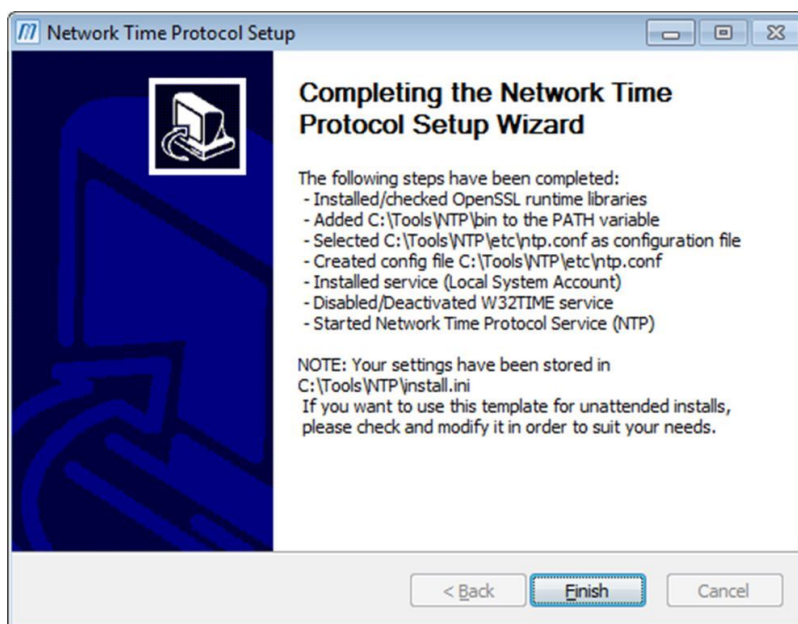 Network Time Protocol Setup
Completing the Network Time
Protocol Setup Wizard
The following steps have been completed:
- Installed/checked OpenSSL runtime libraries
- Added C:\Tools\NTP\bin to the PATH variable
- Selected C:\Tools\NTP\etc\ntp.conf as configuration file
- Created config file C:\Tools\NTP\etc\ntp.conf
- Installed service (Local System Account)
- Disabled/Deactivated W32TIME service
- Started Network Time Protocol Service (NTP)
NOTE: Your settings have been stored in
C:\Tools\NTP\install.ini
If you want to use this template for unattended installs,
please check and modify it in order to suit your needs.
< Back Finish Cancel